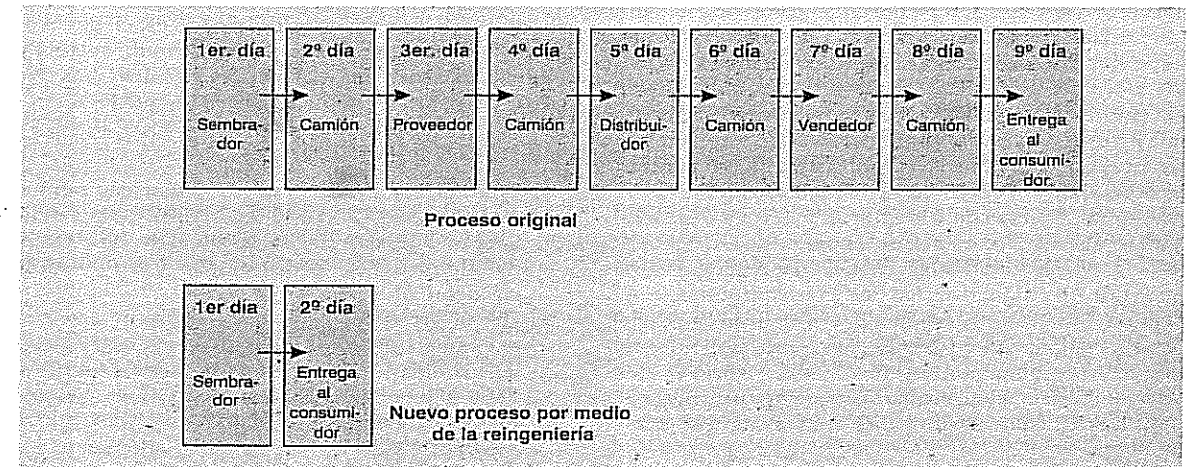 1er. día
2º día
3er. día
4º día
5º día
6º día
7º día
8º día
9º día
Sembra-
dor
Camión
Proveedor
Camión
Distribui-
dor
Camión
Vendedor
Camión
Entrega
al
consumi-
dor
Proceso original
1er día
2º día
Sembra-
dor
Entrega
al
consumi-
dor
Nuevo proceso por medio
de la reingeniería